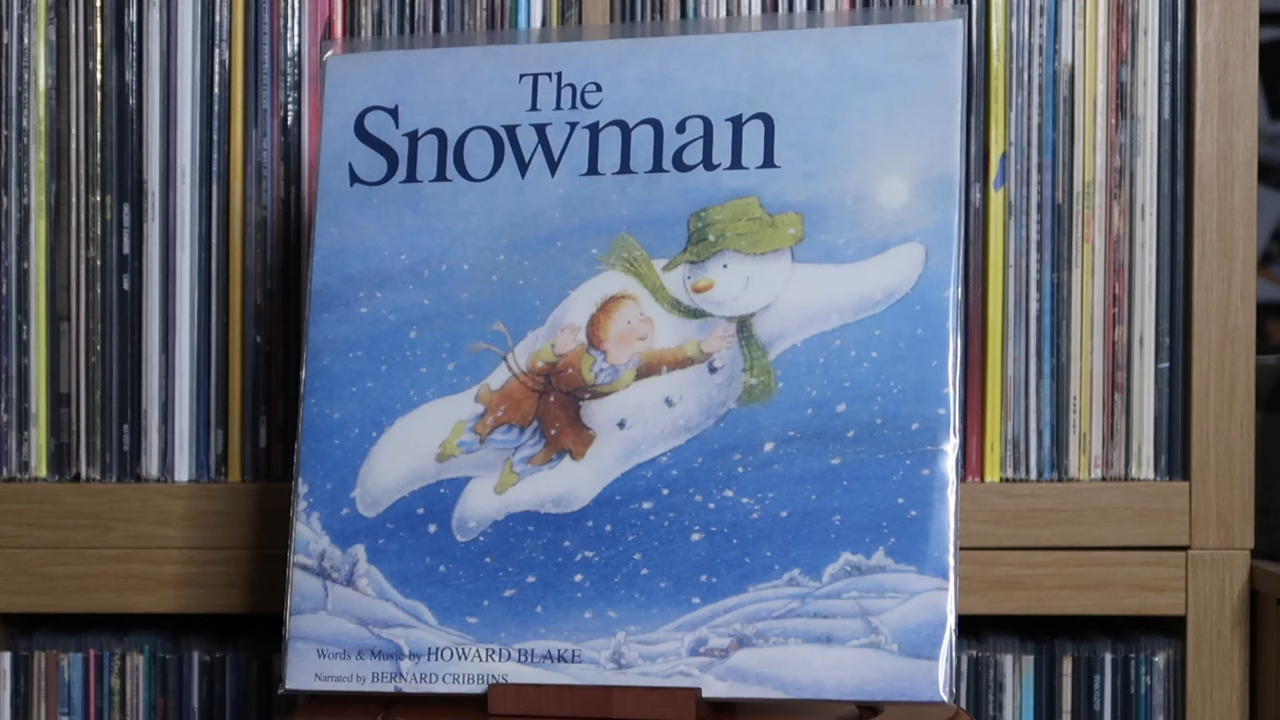 The
Snowman
Words & Music by HOWARD BLAKE
Narrated by BERNARD CRIBBINS